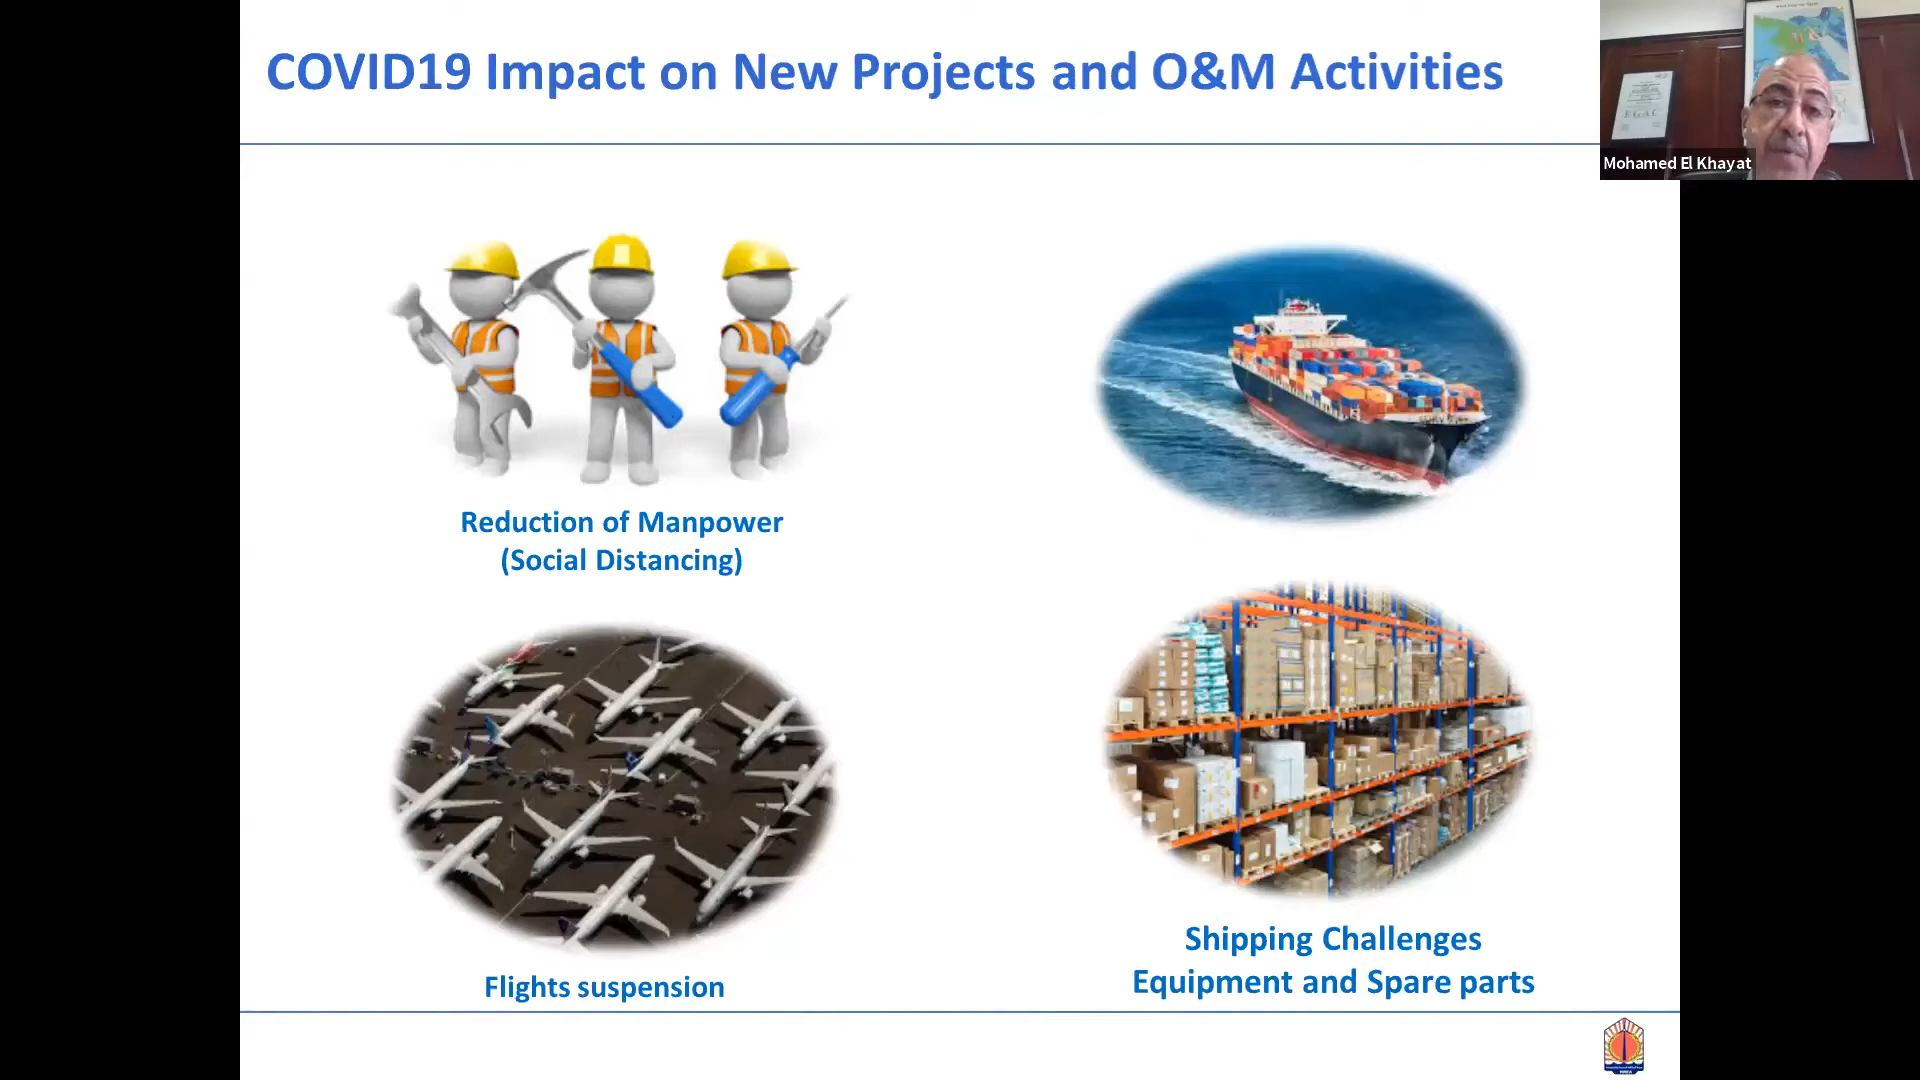 COVID19 Impact on New Projects and O&M Activities
Mohamed El Khayat
Reduction of Manpower
(Social Distancing)
Flights suspension
Shipping Challenges
Equipment and Spare parts